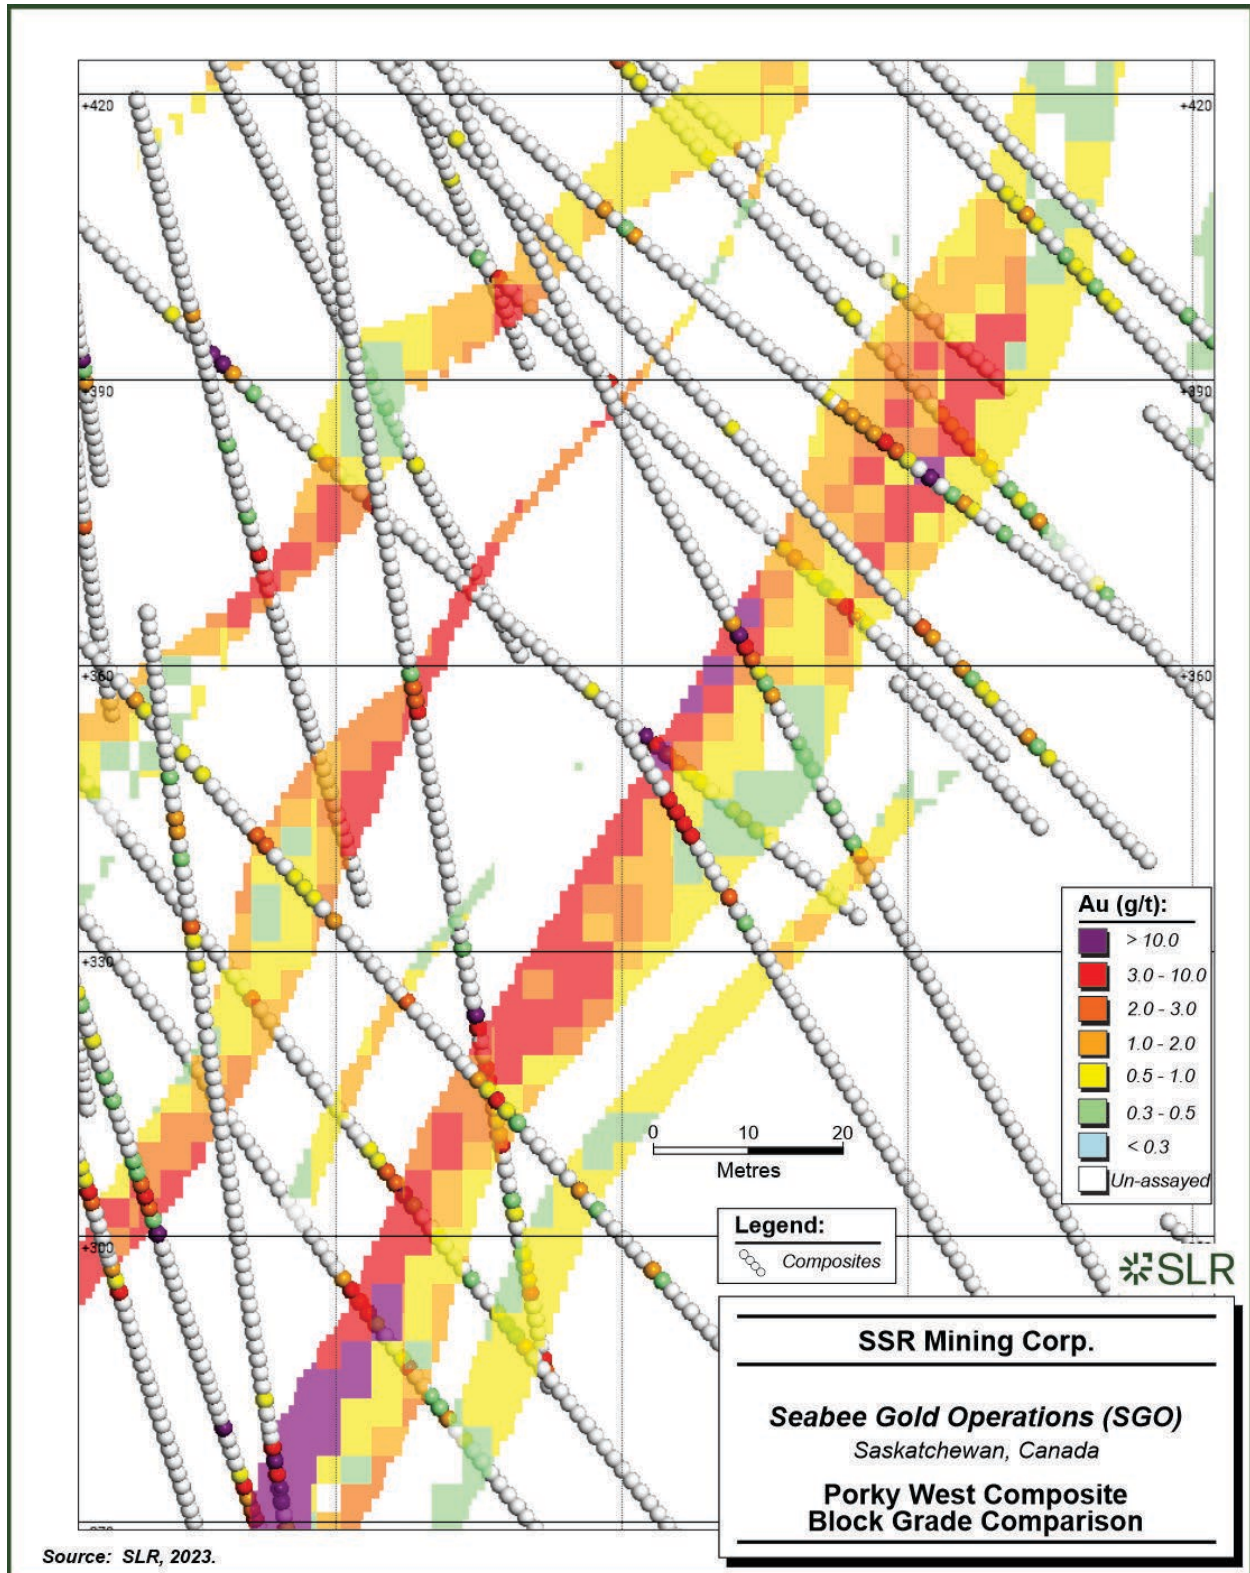 +420
+420
+390
+390
+360
+360
+330
+300
Au (g/t):
> 10.0
3.0 - 10.0
2.0 - 3.0
1.0 - 2.0
0.5 - 1.0
0.3 - 0.5
< 0.3
Un-assayed
0 10 20
Metres
Legend:
Composites
SLR
SSR Mining Corp.
Seabee Gold Operations (SGO)
Saskatchewan, Canada
Porky West Composite
Block Grade Comparison
Source: SLR, 2023.